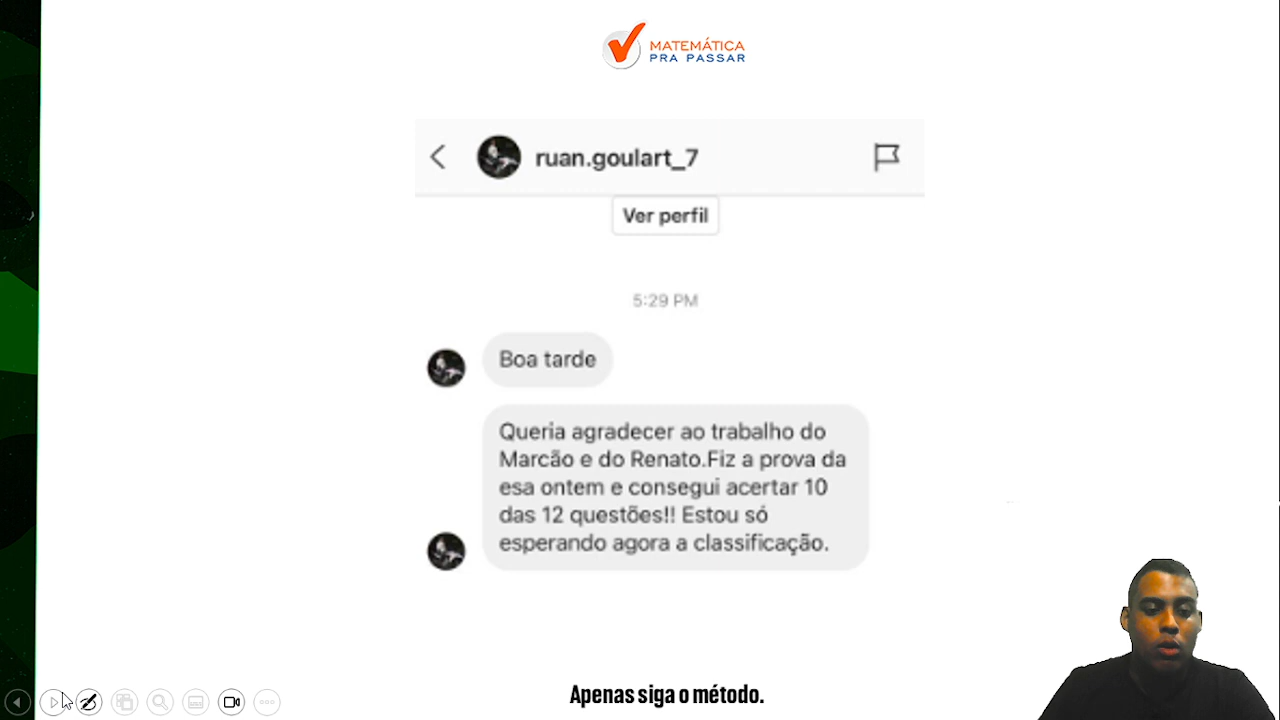 MATEMÁTICA
PRA PASSAR
ruan.goulart_7
Ver perfil
5:29 PM
Boa tarde
Queria agradecer ao trabalho do
Marcão e do Renato.Fiz a prova da
esa ontem e consegui acertar 10
das 12 questões!! Estou só
esperando agora a classificação.
Apenas siga o método.